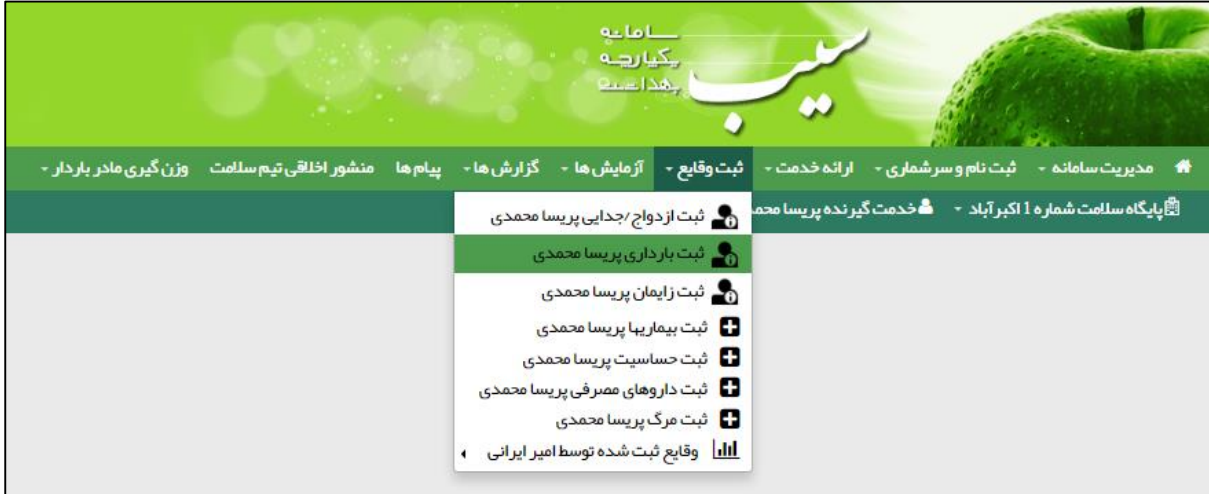 سامانه
یکپارچه
بهداشت
سیب
مدیریت سامانه ثبت نام و سرشماری ارائه خدمت ثبت وقایع آزمایش ها گزارش ها پیام ها منشور اخلاقی تیم سلامت وزن گیری مادر باردار
پایگاه سلامت شماره 1 اکبرآباد خدمت گیرنده پریسا محمد
ثبت ازدواج/جدایی پریسا محمدی
ثبت بارداری پریسا محمدی
ثبت زایمان پریسا محمدی
ثبت بیماریها پریسا محمدی
ثبت حساسیت پریسا محمدی
ثبت داروهای مصرفی پریسا محمدی
ثبت مرگ پریسا محمدی
وقایع ثبت شده توسط امیر ایرانی